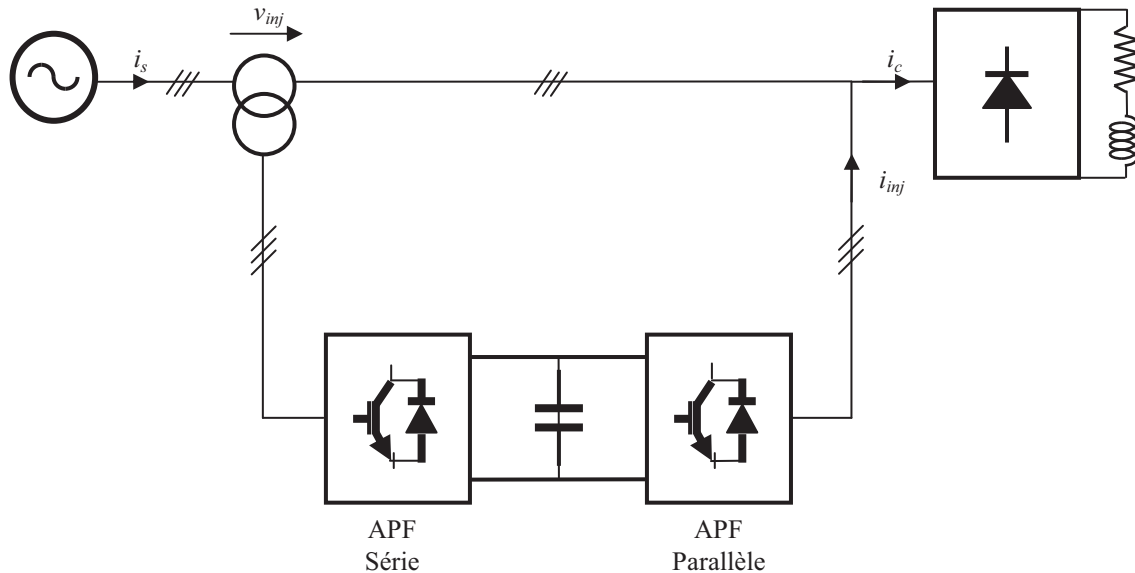 v_inj
i_s
i_c
i_inj
APF
Série
APF
Parallèle